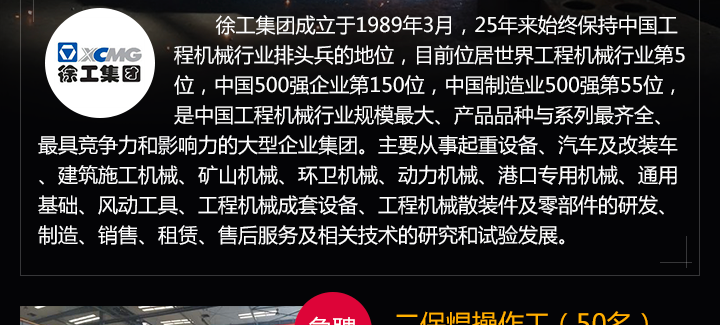 XCMG
徐工集团
徐工集团成立于1989年3月，25年来始终保持中国工
程机械行业排头兵的地位，目前位居世界工程机械行业第5
位，中国500强企业第150位，中国制造业500强第55位，
是中国工程机械行业规模最大、产品品种与系列最齐全、
最具竞争力和影响力的大型企业集团。主要从事起重设备、汽车及改装车
、建筑施工机械、矿山机械、环卫机械、动力机械、港口专用机械、通用
基础、风动工具、工程机械成套设备、工程机械散装件及零部件的研发、
制造、销售、租赁、售后服务及相关技术的研究和试验发展。
急聘
二保焊操作工（50名）